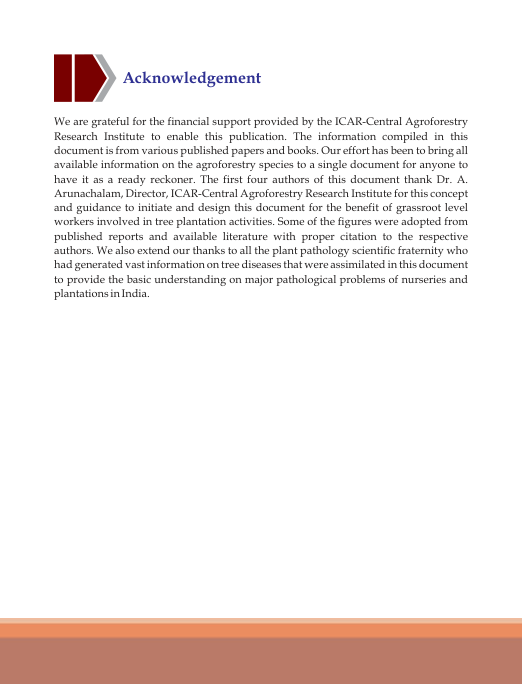 Acknowledgement
We are grateful for the financial support provided by the ICAR-Central Agroforestry
Research Institute to enable this publication. The information compiled in this
document is from various published papers and books. Our effort has been to bring all
available information on the agroforestry species to a single document for anyone to
have it as a ready reckoner. The first four authors of this document thank Dr. A.
Arunachalam, Director, ICAR-Central Agroforestry Research Institute for this concept
and guidance to initiate and design this document for the benefit of grassroot level
workers involved in tree plantation activities. Some of the figures were adopted from
published reports and available literature with proper citation to the respective
authors. We also extend our thanks to all the plant pathology scientific fraternity who
had generated vast information on tree diseases that were assimilated in this document
to provide the basic understanding on major pathological problems of nurseries and
plantations in India.